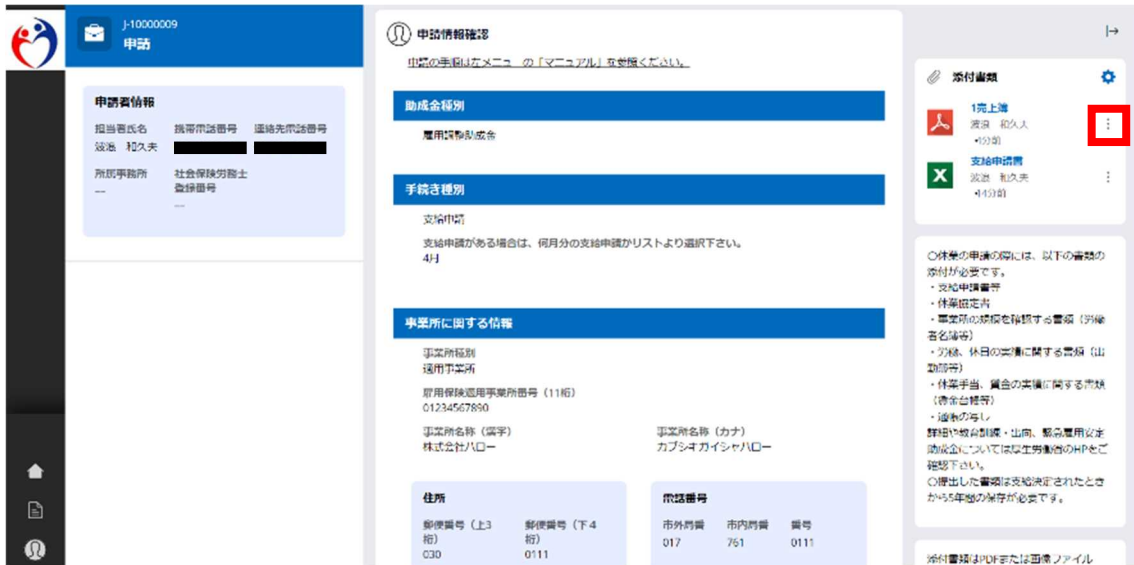 J-10000009
申請
申請者情報
担当者氏名 携帯電話番号 連絡先電話番号
波浪 和久夫
所属事務所 社会保険労務士
登録番号
---
---
申請情報確認
申請の手順は左メニューの「マニュアル」を参照ください。
助成金種別
雇用調整助成金
手続き種別
支給申請
支給申請がある場合は、何月分の支給申請かリストより選択下さい。
4月
事業所に関する情報
事業所種別
適用事業所
雇用保険適用事業所番号（11桁）
01234567890
事業所名称（漢字） 事業所名称（カナ）
株式会社ハロー カブシキガイシャハロー
住所
郵便番号（上3桁） 郵便番号（下4桁）
030 0111
電話番号
市外局番 市内局番 番号
017 761 0111
添付書類
1売上簿
波浪 和久夫
•1分前
支給申請書
波浪 和久夫
•14分前
○休業の申請の際には、以下の書類の
添付が必要です。
・支給申請書等
・休業協定書
・事業所の規模を確認する書類（労働
者名簿等）
・労働、休日の実績に関する書類（出
勤簿等）
・休業手当、賃金の実績に関する書類
（賃金台帳等）
・通帳の写し
詳細や教育訓練・出向、緊急雇用安定
助成金については厚生労働省のHPをご
確認下さい。
○提出した書類は支給決定されたとき
から5年間の保存が必要です。
添付書類はPDFまたは画像ファイル